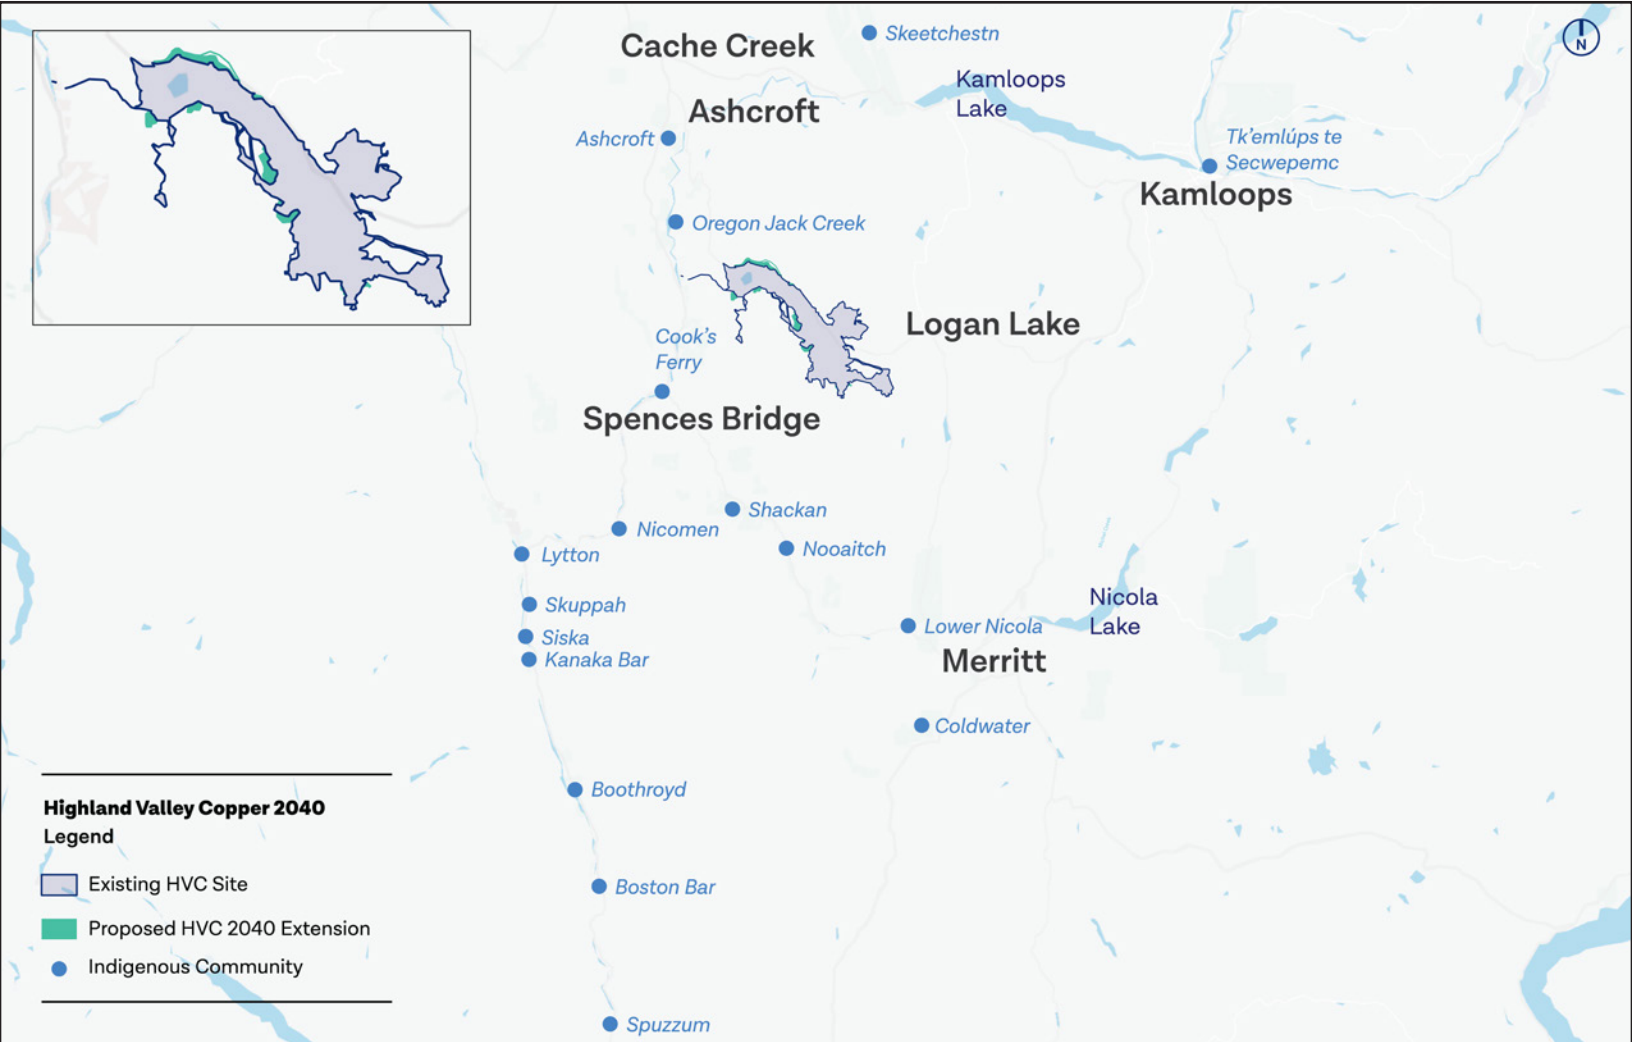 Skeetchestn
Cache Creek
N
Kamloops
Lake
Ashcroft
Ashcroft
Tk'emlúps te
Secwepemc
Kamloops
Oregon Jack Creek
Logan Lake
Cook's
Ferry
Spences Bridge
Shackan
Nicomen
Nooaitch
Lytton
Skuppah
Nicola
Lake
Lower Nicola
Siska
Kanaka Bar
Merritt
Coldwater
Boothroyd
Boston Bar
Spuzzum
Highland Valley Copper 2040
Legend
Existing HVC Site
Proposed HVC 2040 Extension
Indigenous Community